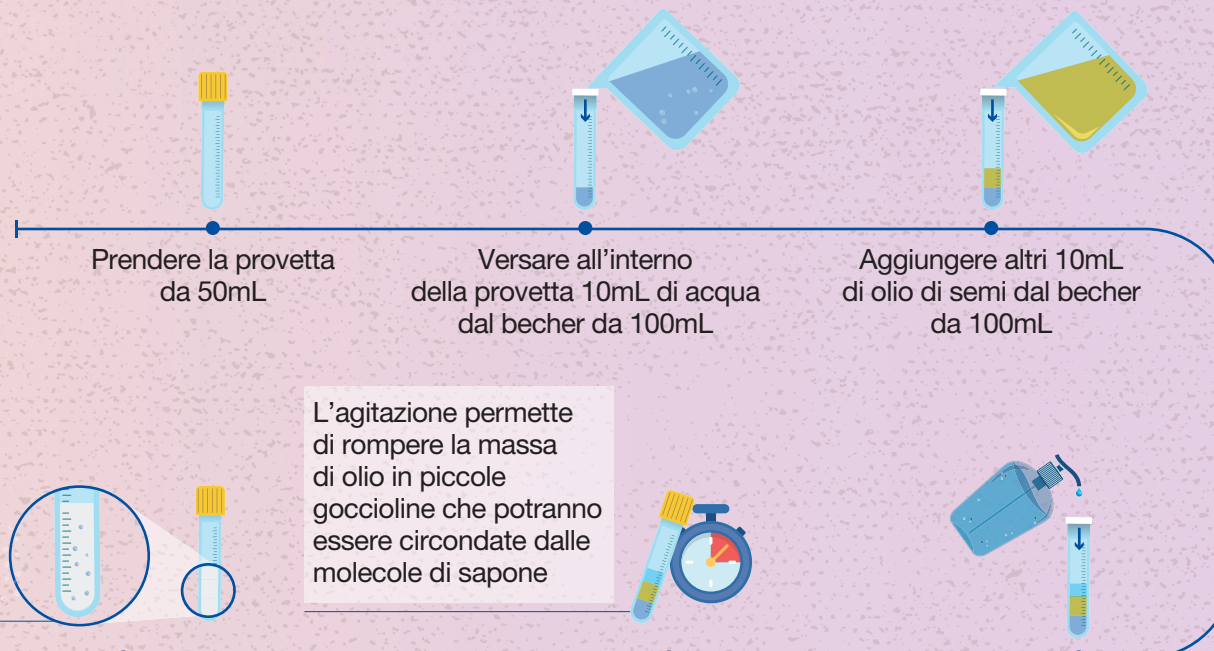 Prendere la provetta
da 50mL
Versare all’interno
della provetta 10mL di acqua
dal becher da 100mL
Aggiungere altri 10mL
di olio di semi dal becher
da 100mL
L’agitazione permette
di rompere la massa
di olio in piccole
goccioline che potranno
essere circondate dalle
molecole di sapone